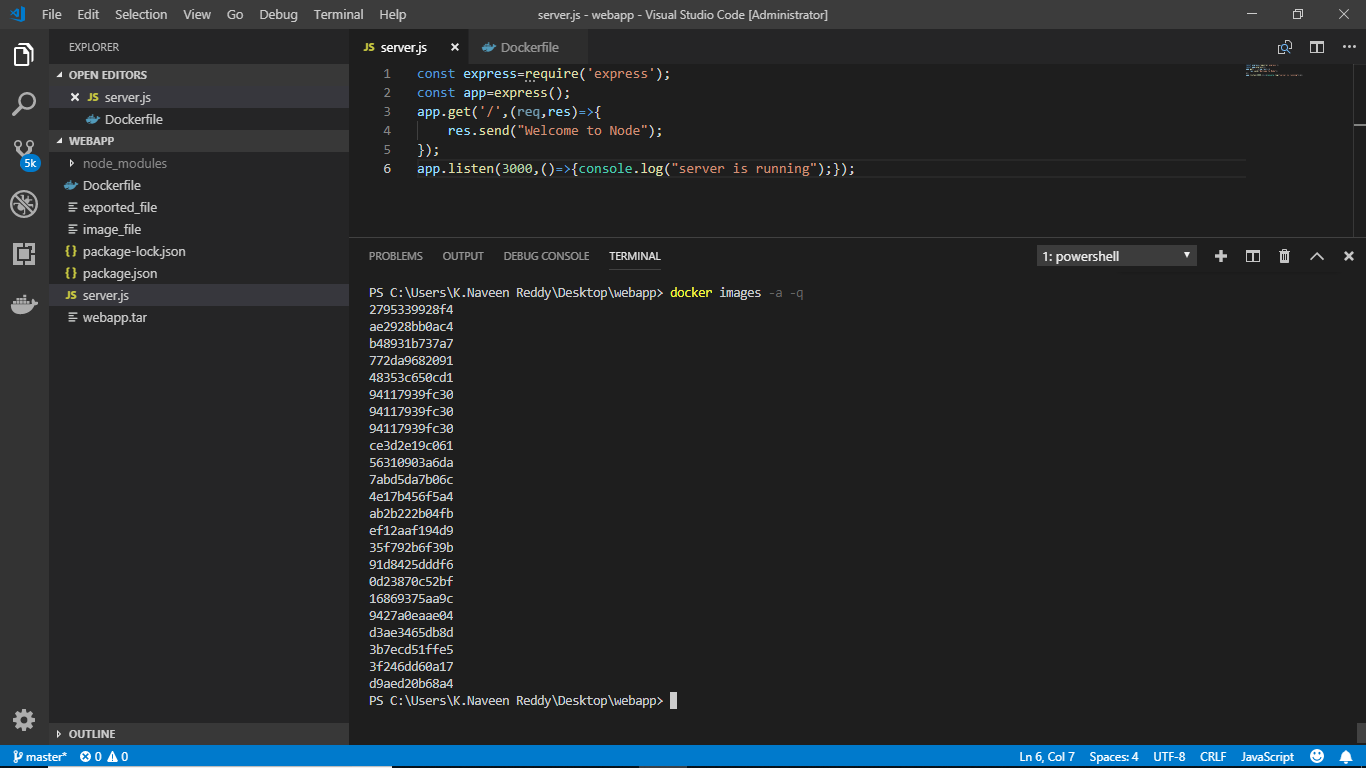 File Edit Selection View Go Debug Terminal Help
server.js - webapp - Visual Studio Code [Administrator]
EXPLORER
OPEN EDITORS
JS server.js
Dockerfile
WEBAPP
node_modules
Dockerfile
exported_file
image_file
{} package-lock.json
{} package.json
JS server.js
webapp.tar
OUTLINE
5k
JS server.js
Dockerfile
1 const express=require('express');
2 const app=express();
3 app.get('/',(req,res)=>{
4 res.send("Welcome to Node");
5 });
6 app.listen(3000,()=>{console.log("server is running");});
PROBLEMS OUTPUT DEBUG CONSOLE TERMINAL
1: powershell
PS C:\Users\K.Naveen Reddy\Desktop\webapp> docker images -a -q
2795339928f4
ae2928bb0ac4
b48931b737a7
772da9682091
48353c650cd1
94117939fc30
94117939fc30
94117939fc30
ce3d2e19c061
56310903a6da
7abd5da7b06c
4e17b456f5a4
ab2b222b04fb
ef12aaf194d9
35f792b6f39b
91d8425dddf6
0d23870c52bf
16869375aa9c
9427a0eaae04
d3ae3465db8d
3b7ecd51ffe5
3f246dd60a17
d9aed20b68a4
PS C:\Users\K.Naveen Reddy\Desktop\webapp>
master* 0 0
Ln 6, Col 7 Spaces: 4 UTF-8 CRLF JavaScript